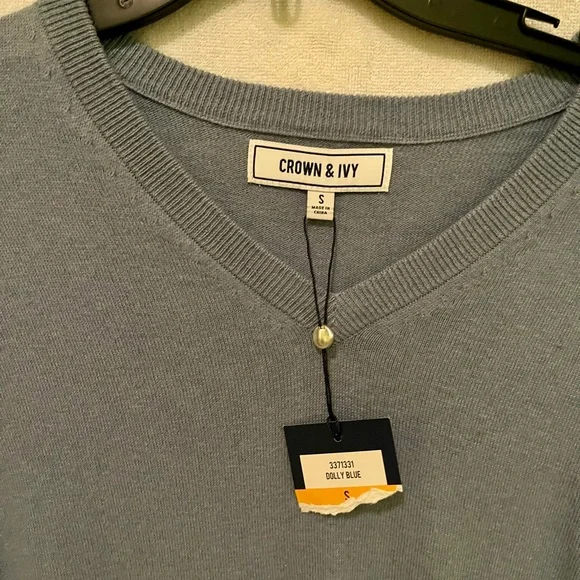 CROWN & IVY
S
MADE IN
CHINA
3371331
DOLLY BLUE
S